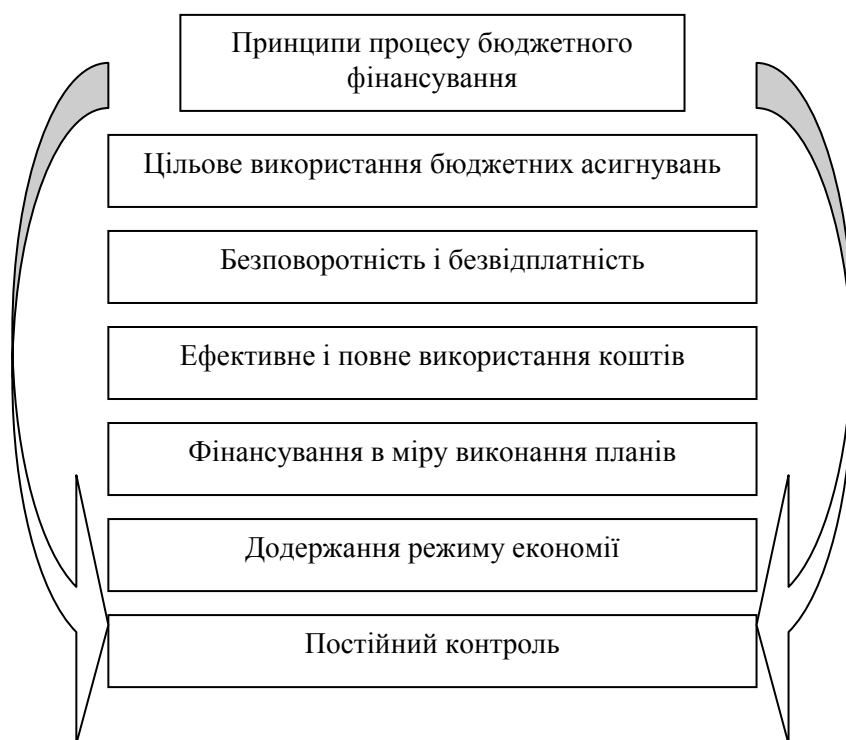 Принципи процесу бюджетного
фінансування
Цільове використання бюджетних асигнувань
Безповоротність і безвідплатність
Ефективне і повне використання коштів
Фінансування в міру виконання планів
Додержання режиму економії
Постійний контроль